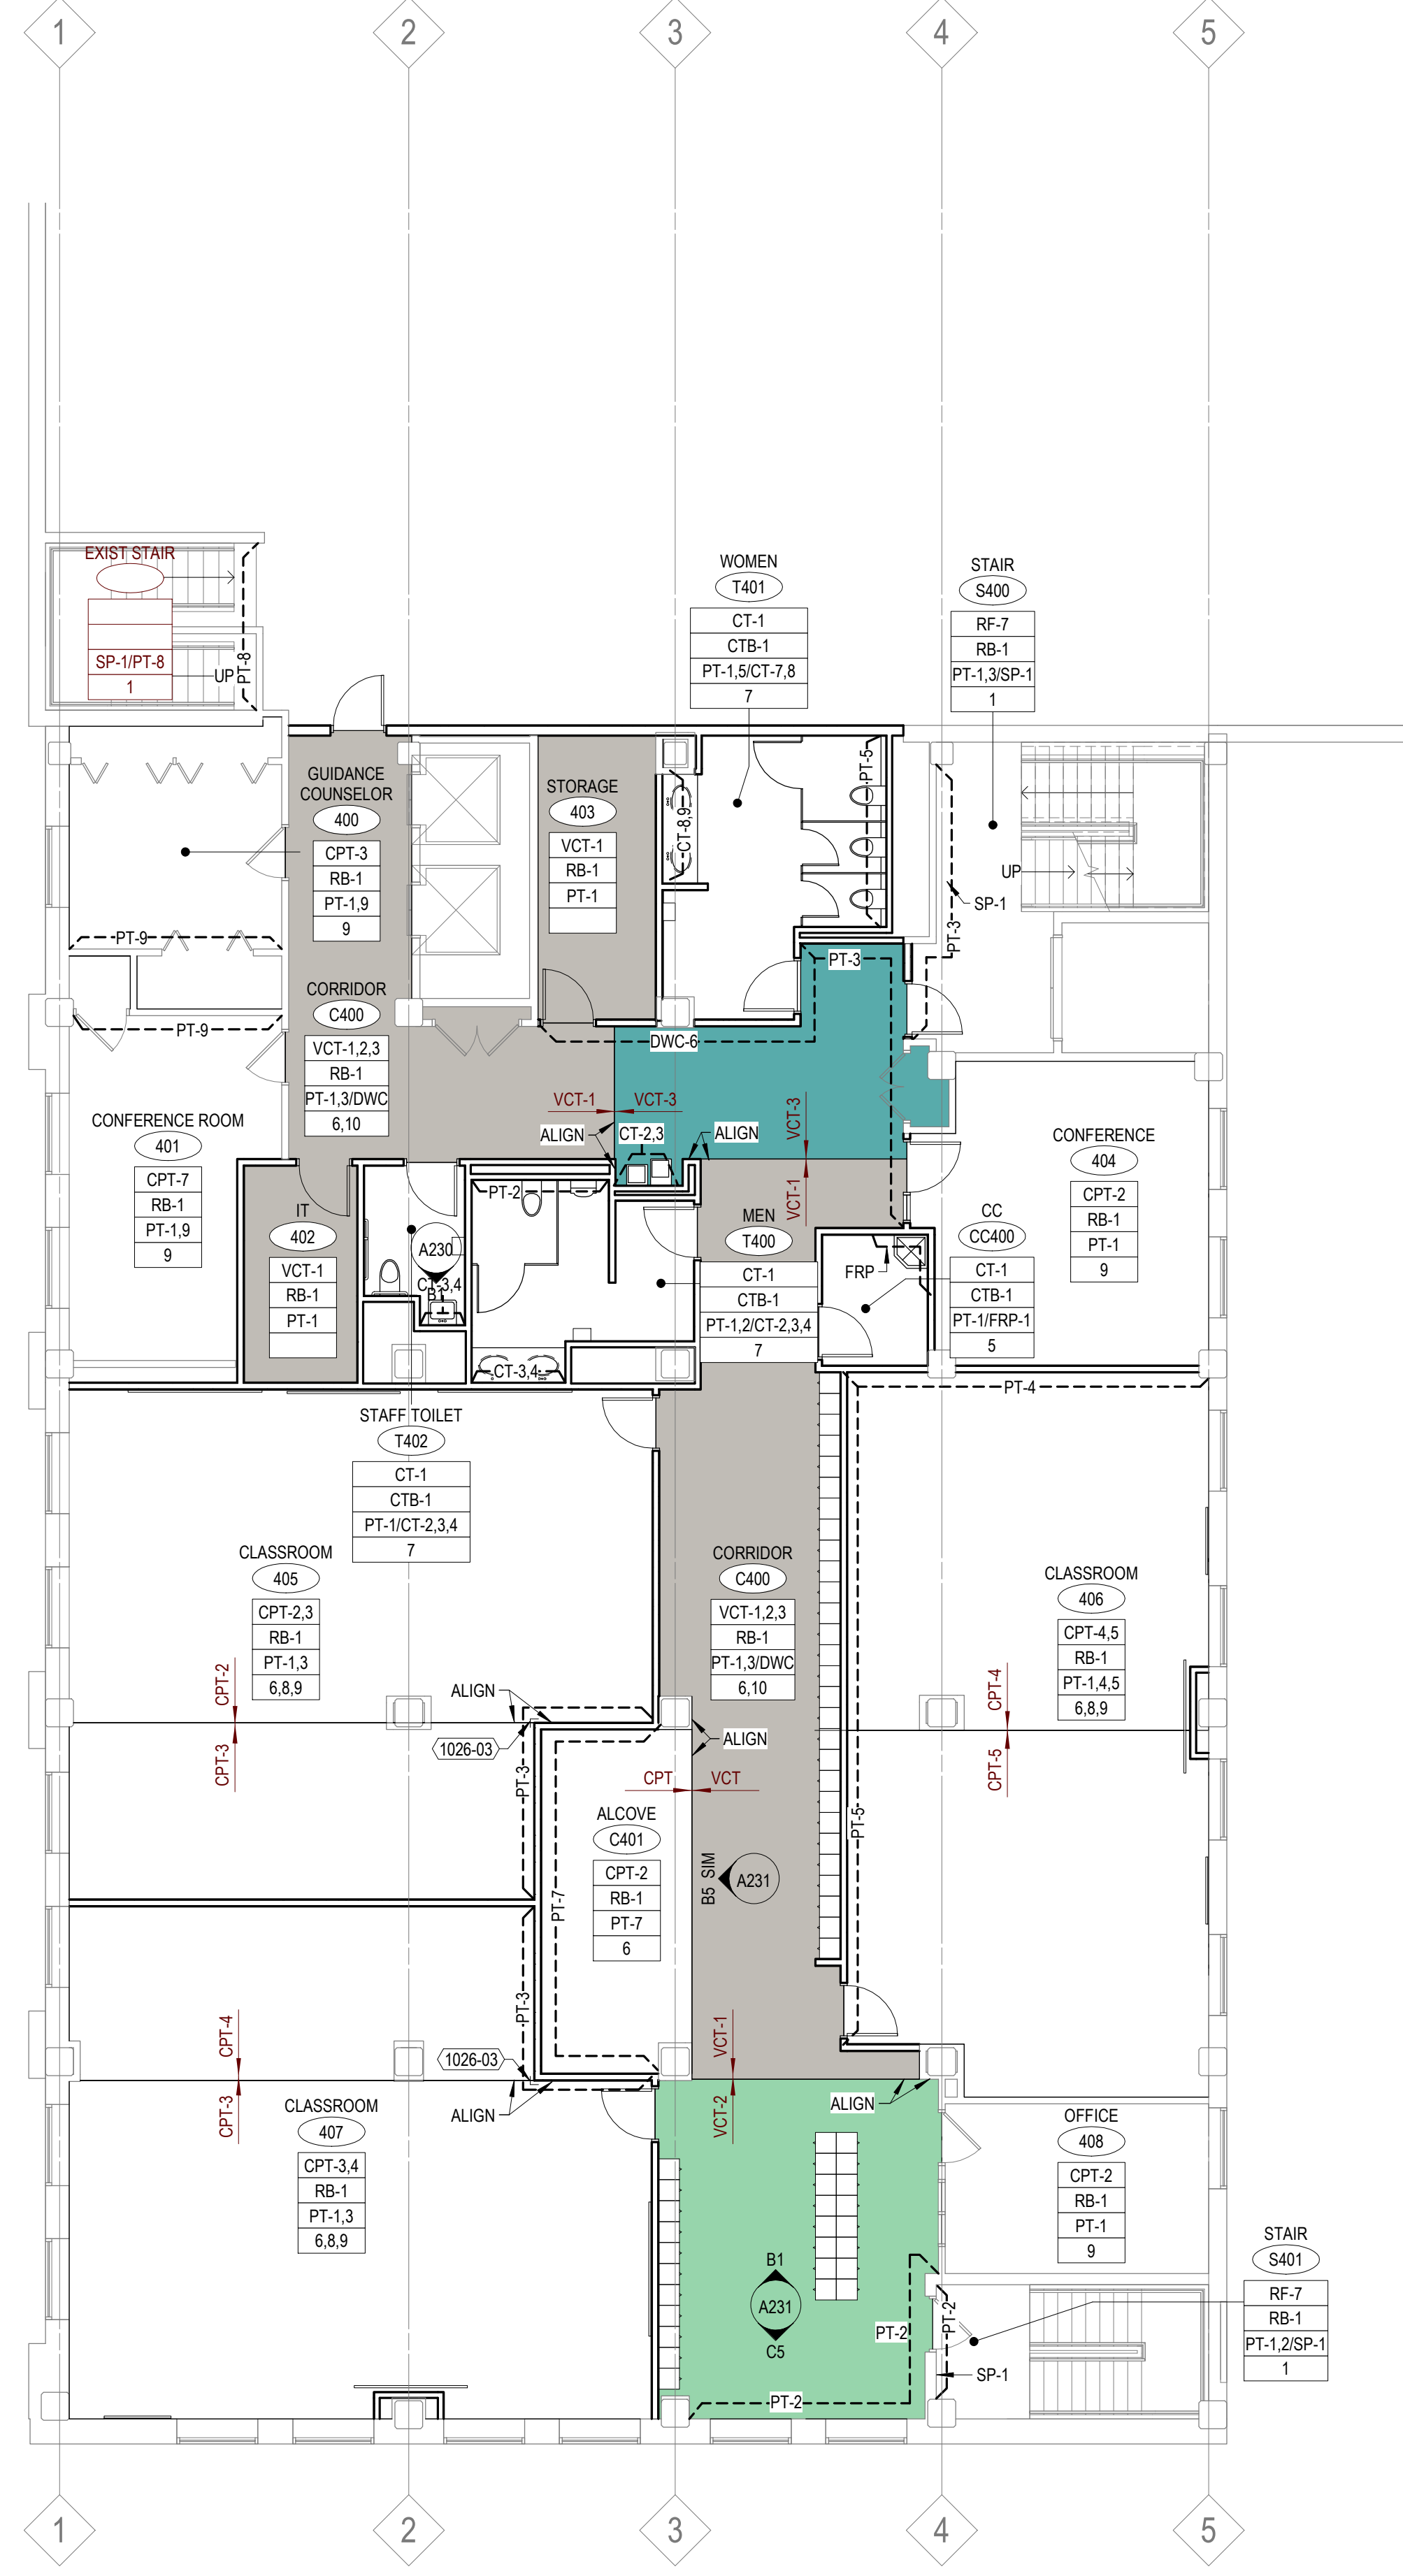 1
2
3
4
5
EXIST STAIR
SP-1/PT-8
1
UP
PT-8
WOMEN
T401
CT-1
CTB-1
PT-1,5/CT-7,8
7
STAIR
S400
RF-7
RB-1
PT-1,3/SP-1
1
GUIDANCE
COUNSELOR
400
CPT-3
RB-1
PT-1,9
9
STORAGE
403
VCT-1
RB-1
PT-1
CT-8,9
PT-5
UP
SP-1
PT-3
PT-9
PT-9
CORRIDOR
C400
VCT-1,2,3
RB-1
PT-1,3/DWC
6,10
PT-3
DWC-6
VCT-1
VCT-3
ALIGN
CT-2,3
ALIGN
VCT-3
VCT-1
CONFERENCE ROOM
401
CPT-7
RB-1
PT-1,9
9
CONFERENCE
404
CPT-2
RB-1
PT-1
9
IT
402
VCT-1
RB-1
PT-1
PT-2
A230
B1
CT-3,4
CT-3,4
MEN
T400
CT-1
CTB-1
PT-1,2/CT-2,3,4
7
FRP
CC
CC400
CT-1
CTB-1
PT-1/FRP-1
5
PT-4
STAFF TOILET
T402
CT-1
CTB-1
PT-1/CT-2,3,4
7
CLASSROOM
405
CPT-2,3
RB-1
PT-1,3
6,8,9
CORRIDOR
C400
VCT-1,2,3
RB-1
PT-1,3/DWC
6,10
CLASSROOM
406
CPT-4,5
RB-1
PT-1,4,5
6,8,9
CPT-2
CPT-3
ALIGN
1026-03
PT-3
ALIGN
CPT
VCT
CPT-4
CPT-5
PT-5
ALCOVE
C401
CPT-2
RB-1
PT-7
6
PT-7
B5 SIM
A231
PT-3
CPT-4
CPT-3
1026-03
ALIGN
VCT-1
VCT-2
ALIGN
CLASSROOM
407
CPT-3,4
RB-1
PT-1,3
6,8,9
OFFICE
408
CPT-2
RB-1
PT-1
9
B1
A231
C5
PT-2
PT-2
PT-2
SP-1
STAIR
S401
RF-7
RB-1
PT-1,2/SP-1
1
1
2
3
4
5